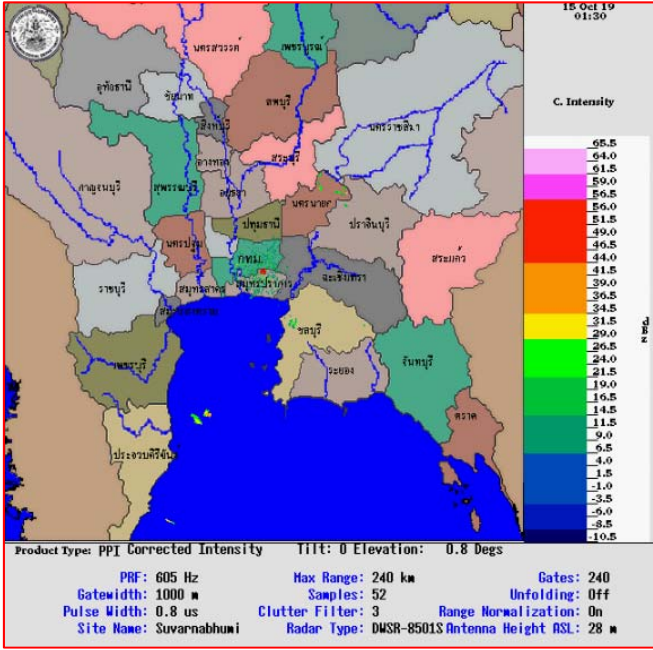 15 Oct 19
01:30
C. Intensity
นครสวรรค์
เพชรบูรณ์
อุทัยธานี
ชัยนาท
ลพบุรี
สิงห์บุรี
นครราชสีมา
อ่างทอง
สระบุรี
กาญจนบุรี
สุพรรณบุรี
อยุธยา
นครนายก
ปทุมธานี
ปราจีนบุรี
นครปฐม
กทม.
สระแก้ว
ราชบุรี
สมุทรสาคร
สมุทรปราการ
ฉะเชิงเทรา
ชลบุรี
เพชรบุรี
ระยอง
จันทบุรี
ตราด
ประจวบคีรีขันธ์
65.5
64.0
61.5
59.0
56.5
56.0
51.5
49.0
46.5
44.0
41.5
39.0
36.5
34.0
31.5
29.0
26.5
24.0
21.5
19.0
16.5
14.5
11.5
9.0
6.5
4.0
1.5
-1.0
-3.5
-6.0
-8.5
-10.5
Product Type: PPI Corrected Intensity Tilt: 0 Elevation: 0.8 Degs
PRF: 605 Hz Max Range: 240 km Gates: 240
Gatewidth: 1000 m Samples: 52 Unfolding: Off
Pulse Width: 0.8 us Clutter Filter: 3 Range Normalization: On
Site Name: Suvarnabhumi Radar Type: DWSR-8501S Antenna Height ASL: 28 m